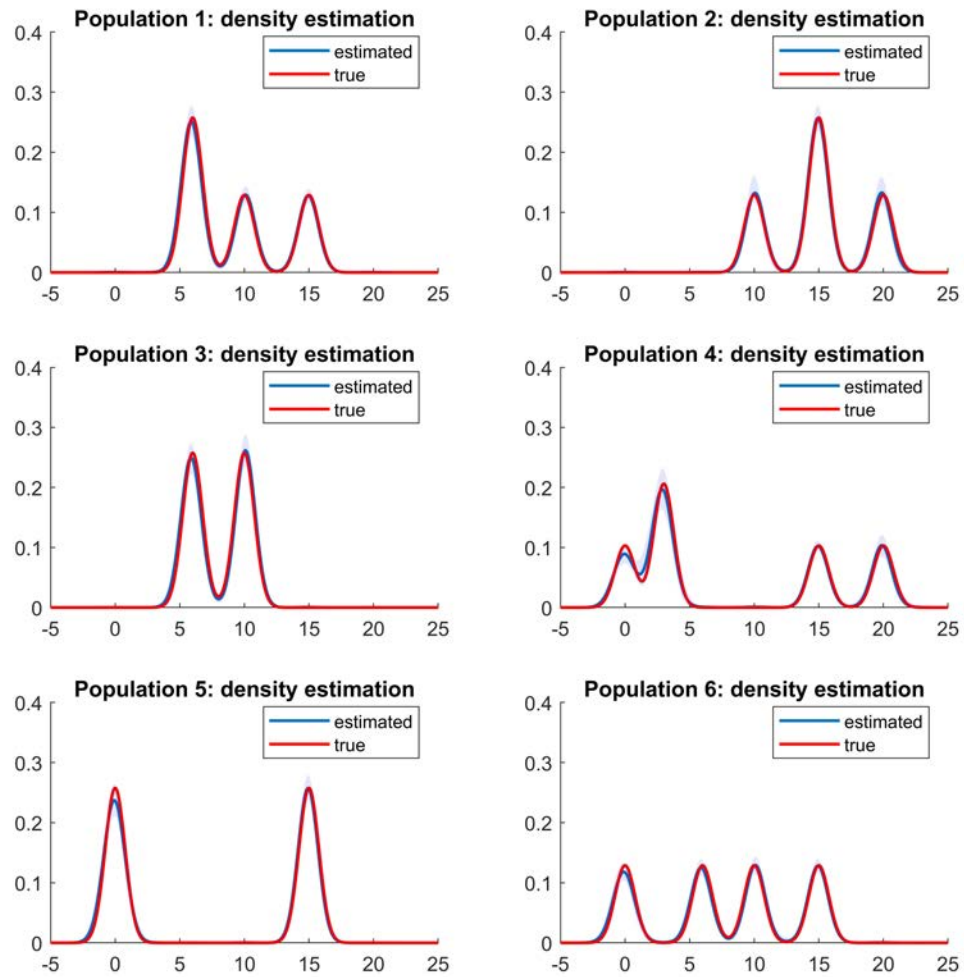 Population 1: density estimation
estimated
true
0.4
0.3
0.2
0.1
0
-5 0 5 10 15 20 25
Population 2: density estimation
estimated
true
0.4
0.3
0.2
0.1
0
-5 0 5 10 15 20 25
Population 3: density estimation
estimated
true
0.4
0.3
0.2
0.1
0
-5 0 5 10 15 20 25
Population 4: density estimation
estimated
true
0.4
0.3
0.2
0.1
0
-5 0 5 10 15 20 25
Population 5: density estimation
estimated
true
0.4
0.3
0.2
0.1
0
-5 0 5 10 15 20 25
Population 6: density estimation
estimated
true
0.4
0.3
0.2
0.1
0
-5 0 5 10 15 20 25